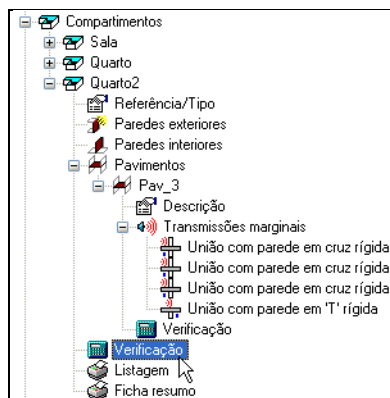 Compartimentos
Sala
Quarto
Quarto2
Referência/Tipo
Paredes exteriores
Paredes interiores
Pavimentos
Pav_3
Descrição
Transmissões marginais
União com parede em cruz rígida
União com parede em cruz rígida
União com parede em cruz rígida
União com parede em 'T' rígida
Verificação
Verificação
Listagem
Ficha resumo